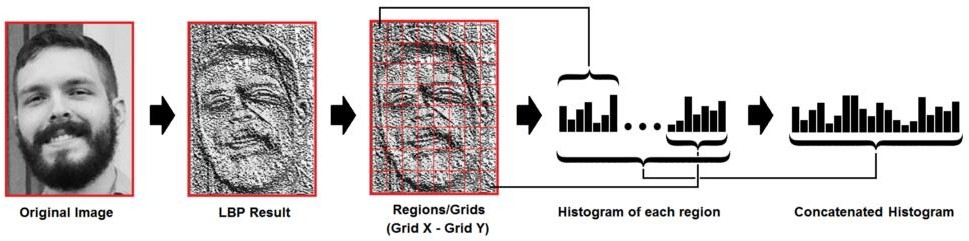 Original Image
LBP Result
Regions/Grids
(Grid X - Grid Y)
Histogram of each region
Concatenated Histogram